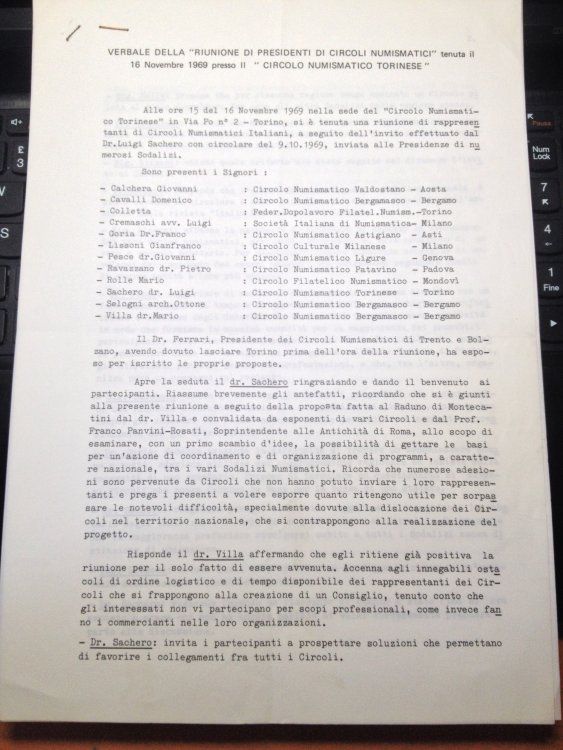 VERBALE DELLA "RIUNIONE DI PRESIDENTI DI CIRCOLI NUMISMATICI" tenuta il
16 Novembre 1969 presso Il " CIRCOLO NUMISMATICO TORINESE "
Alle ore 15 del 16 Novembre 1969 nella sede del "Circolo Numismati-
co Torinese" in Via Po n° 2 - Torino, si è tenuta una riunione di rappresen
tanti di Circoli Numismatici Italiani, a seguito dell'invito effettuato dal
Dr.Luigi Sachero con circolare del 9.10.1969, inviata alle Presidenze di nu
merosi Sodalizi.
Sono presenti i Signori :
- Calchera Giovanni : Circolo Numismatico Valdostano - Aosta
- Cavalli Domenico : Circolo Numismatico Bergamasco - Bergamo
- Colletta : Feder.Dopolavoro Filatel.Numism.-Torino
- Cremaschi avv. Luigi : Società Italiana di Numismatica- Milano
- Goria Dr.Franco : Circolo Numismatico Astigiano - Asti
- Lissoni Gianfranco : Circolo Culturale Milanese - Milano
- Pesce dr.Giovanni : Circolo Numismatico Ligure - Genova
- Ravazzano dr. Pietro : Circolo Numismatico Patavino - Padova
- Rolle Mario : Circolo Filatelico Numismatico - Mondovì
- Sachero dr. Luigi : Circolo Numismatico Torinese - Torino
- Selogni arch.Ottone : Circolo Numismatico Bergamasco - Bergamo
- Villa dr.Mario : Circolo Numismatico Bergamasco - Bergamo
Il Dr. Ferrari, Presidente dei Circoli Numismatici di Trento e Bol-
zano, avendo dovuto lasciare Torino prima dell'ora della riunione, ha espo-
so per iscritto le proprie proposte.
Apre la seduta il dr. Sachero ringraziando e dando il benvenuto ai
partecipanti. Riassume brevemente gli antefatti, ricordando che si è giunti
alla presente riunione a seguito della proposta fatta al Raduno di Monteca-
tini dal dr. Villa e convalidata da esponenti di vari Circoli e dal Prof.
Franco Panvini-Rosati, Soprintendente alle Antichità di Roma, allo scopo di
esaminare, con un primo scambio d'idee, la possibilità di gettare le basi
per un'azione di coordinamento e di organizzazione di programmi, a caratte-
re nazionale, tra i vari Sodalizi Numismatici. Ricorda che numerose adesio-
ni sono pervenute da Circoli che non hanno potuto inviare i loro rappresen-
tanti e prega i presenti a volere esporre quanto ritengono utile per sorpas
sare le notevoli difficoltà, specialmente dovute alla dislocazione dei Cir-
coli nel territorio nazionale, che si contrappongono alla realizzazione del
progetto.
Risponde il dr. Villa affermando che egli ritiene già positiva la
riunione per il solo fatto di essere avvenuta. Accenna agli innegabili osta
coli di ordine logistico e di tempo disponibile dei rappresentanti dei Cir-
coli che si frappongono alla creazione di un Consiglio, tenuto conto che
gli interessati non vi partecipano per scopi professionali, come invece fan
no i commercianti nelle loro organizzazioni.
- Dr. Sachero: invita i partecipanti a prospettare soluzioni che permettano
di favorire i collegamenti fra tutti i Circoli.
£
3
S
Pausa
Num
Lock
7
4
1
Fine